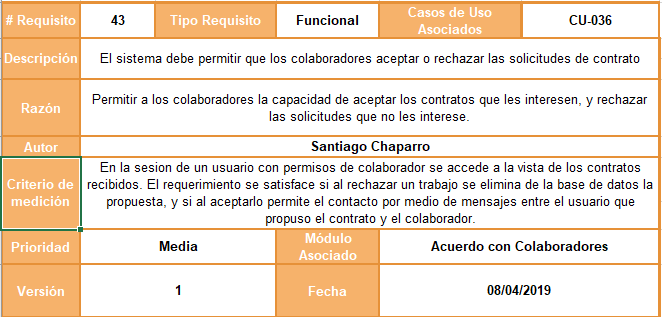 # Requisito 43 Tipo Requisito Funcional Casos de Uso Asociados CU-036
Descripción El sistema debe permitir que los colaboradores aceptar o rechazar las solicitudes de contrato
Razón Permitir a los colaboradores la capacidad de aceptar los contratos que les interesen, y rechazar
las solicitudes que no les interese.
Autor Santiago Chaparro
Criterio de medición
En la sesion de un usuario con permisos de colaborador se accede a la vista de los contratos
recibidos. El requerimiento se satisface si al rechazar un trabajo se elimina de la base de datos la
propuesta, y si al aceptarlo permite el contacto por medio de mensajes entre el usuario que
propuso el contrato y el colaborador.
Prioridad Media Módulo Asociado Acuerdo con Colaboradores
Versión 1 Fecha 08/04/2019